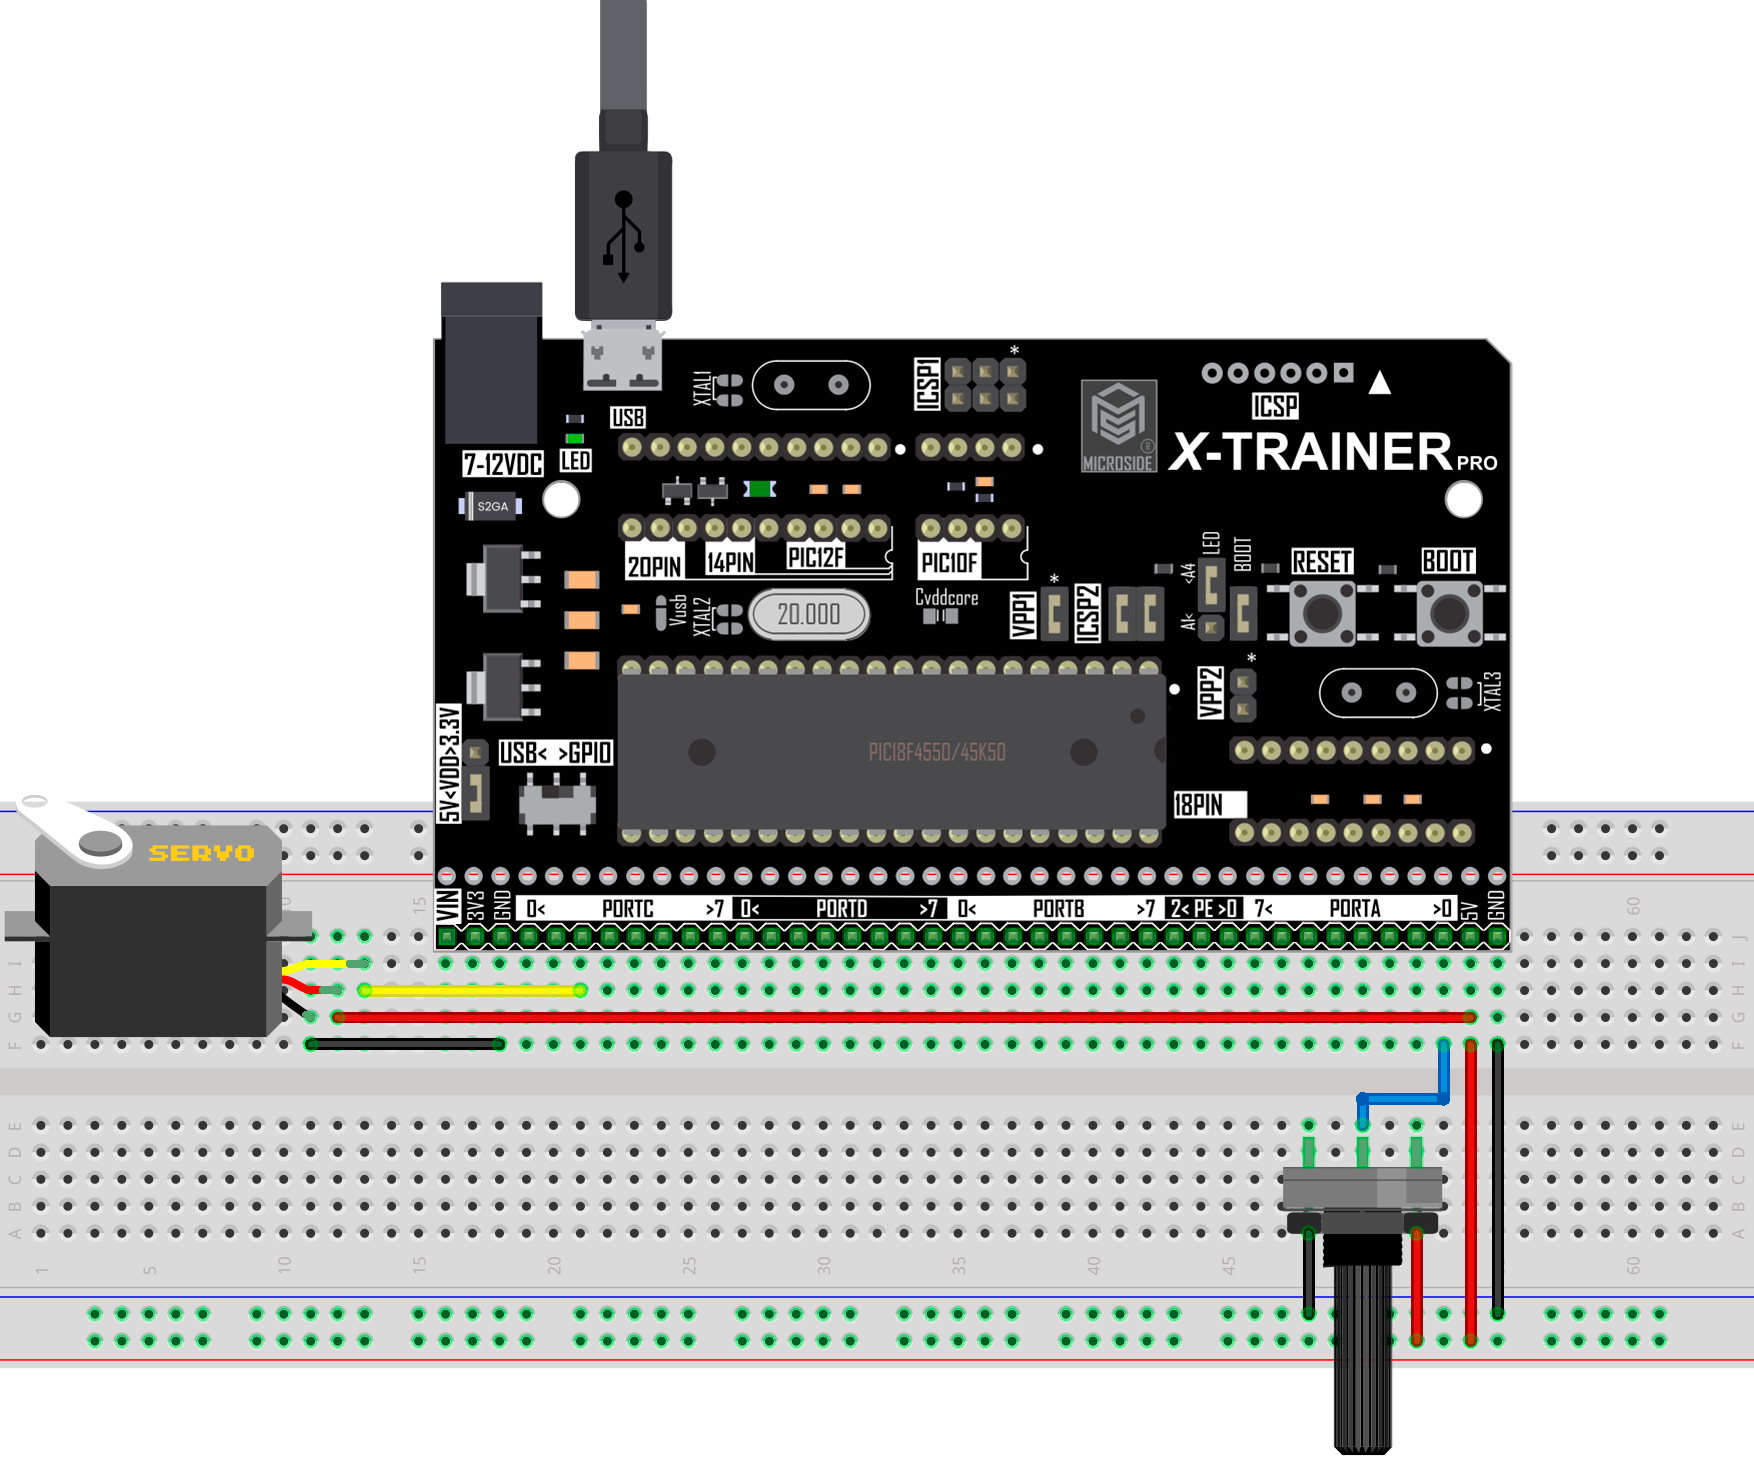 XTAL1
ICSP1
*
ICSP
USB
MICROSIDE
®
X-TRAINER PRO
7-12VDC
LED
S2GA
20PIN
14PIN
PIC12F
PIC10F
<A4
LED
BOOT
RESET
BOOT
Vusb
XTAL2
20.000
Cvddcore
VPP1
*
ICSP2
AK<
VPP2
*
XTAL3
5V<VDD>3.3V
USB< >GPIO
PIC18F4550/45K50
18PIN
SERVO
VIN
3V3
GND
0< PORTC >7
0< PORTD >7
0< PORTB >7
2< PE >0
7< PORTA >0
5V
GND
15
60
J
I
I
H
H
G
G
F
F
E
E
D
D
C
C
B
B
A
A
1
5
10
15
20
25
30
35
40
45
60